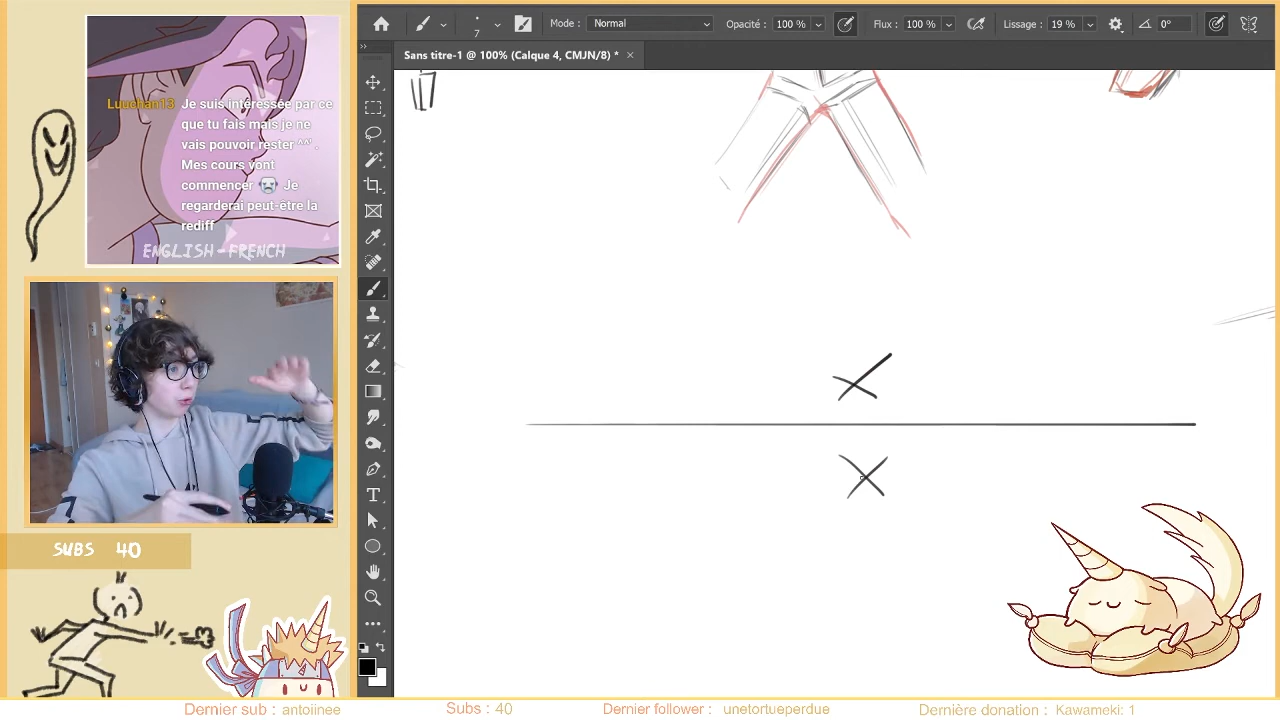 Mode : Normal Opacité : 100 % Flux : 100 % Lissage : 19 % 0°
7
Sans titre-1 @ 100% (Calque 4, CMJN/8) *
Luuchan13 Je suis intéressée par ce
que tu fais mais je ne
vais pouvoir rester ^^' .
Mes cours vont
commencer 😭 Je
regarderai peut-être la
rediff
ENGLISH-FRENCH
SUBS 40
Dernier sub : antoiinee Subs : 40 Dernier follower : unetortueperdue Dernière donation : Kawameki: 1